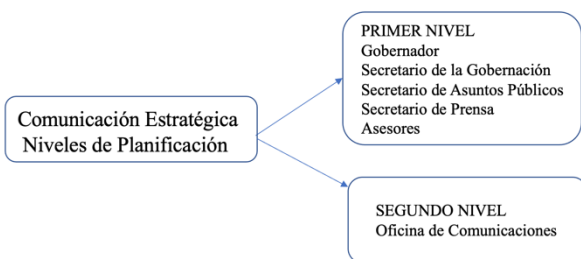 Comunicación Estratégica
Niveles de Planificación
PRIMER NIVEL
Gobernador
Secretario de la Gobernación
Secretario de Asuntos Públicos
Secretario de Prensa
Asesores
SEGUNDO NIVEL
Oficina de Comunicaciones